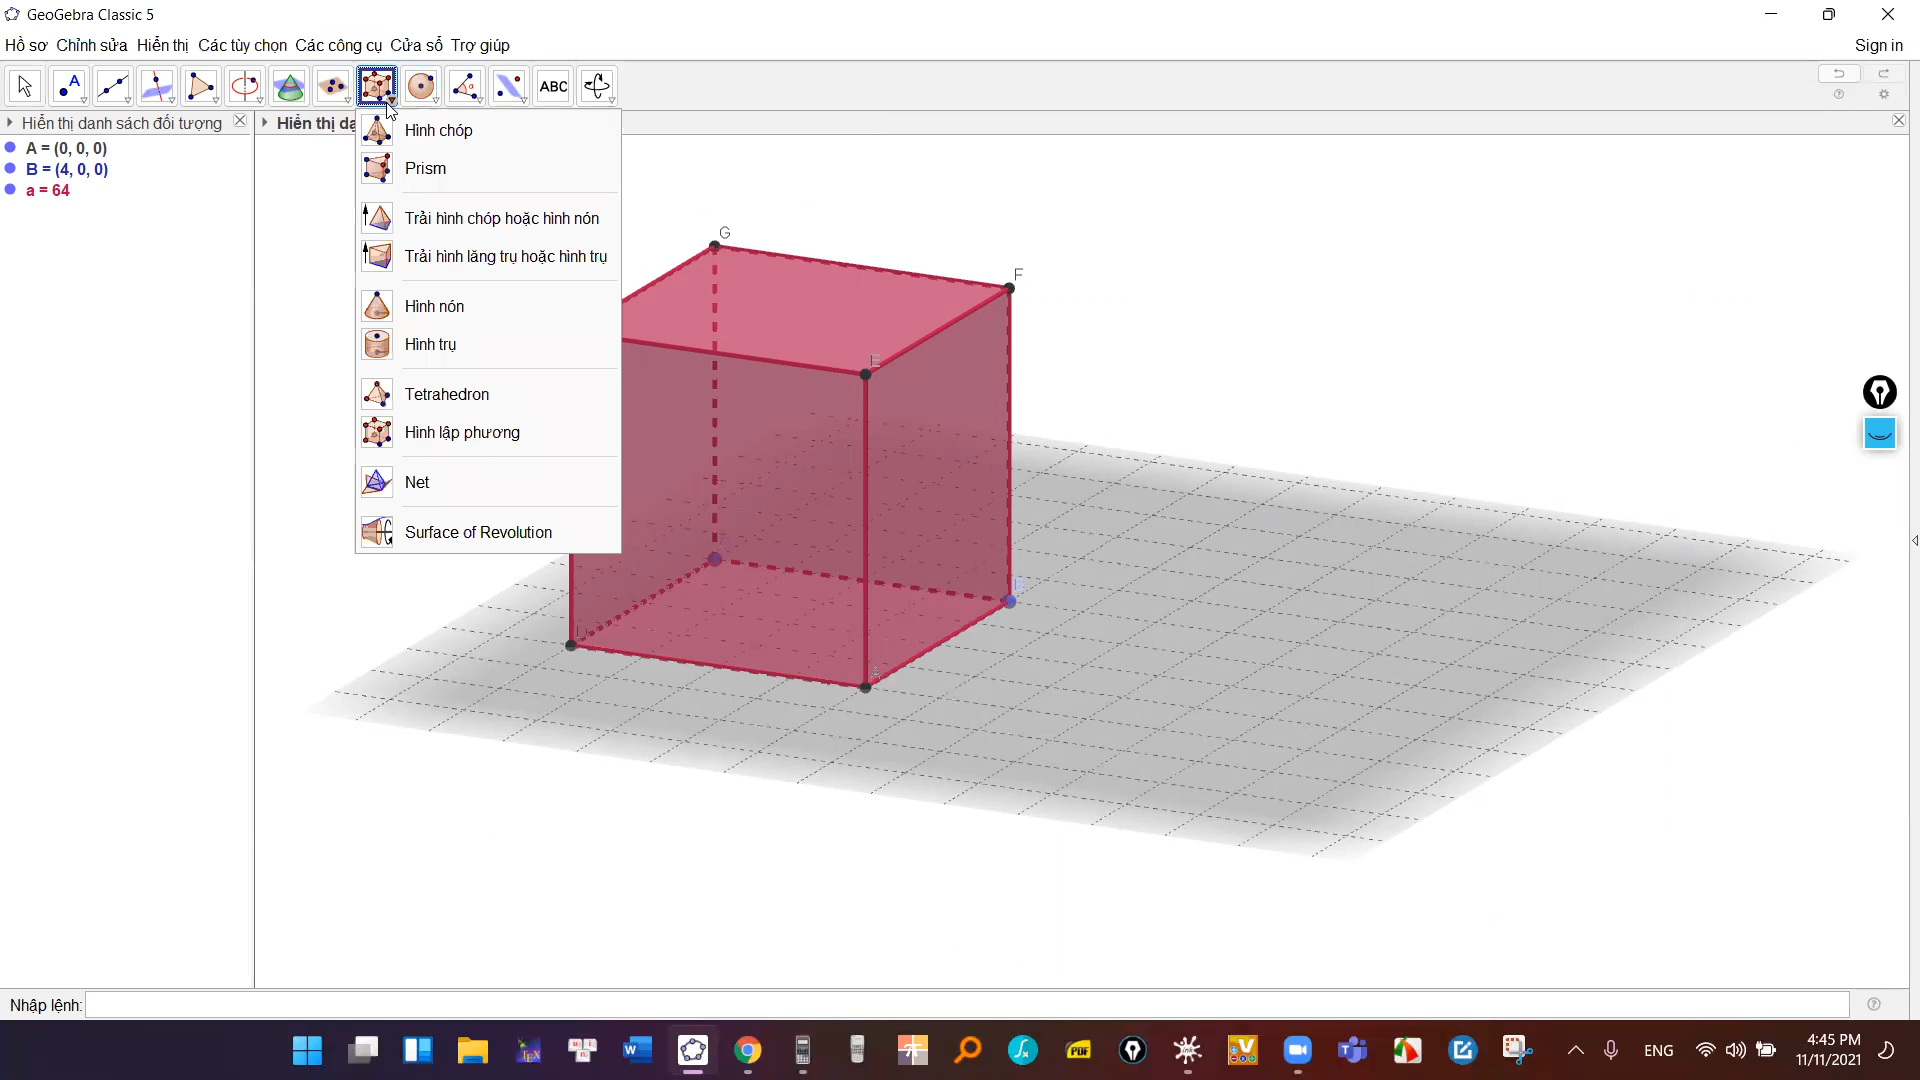 GeoGebra Classic 5
Hồ sơ Chỉnh sửa Hiển thị Các tùy chọn Các công cụ Cửa sổ Trợ giúp
Sign in
ABC
Hiển thị danh sách đối tượng
Hiển thị
A = (0, 0, 0)
B = (4, 0, 0)
a = 64
Hình chóp
Prism
Trải hình chóp hoặc hình nón
Trải hình lăng trụ hoặc hình trụ
Hình nón
Hình trụ
Tetrahedron
Hình lập phương
Net
Surface of Revolution
G
F
E
A
Nhập lệnh:
ENG
4:45 PM
11/11/2021